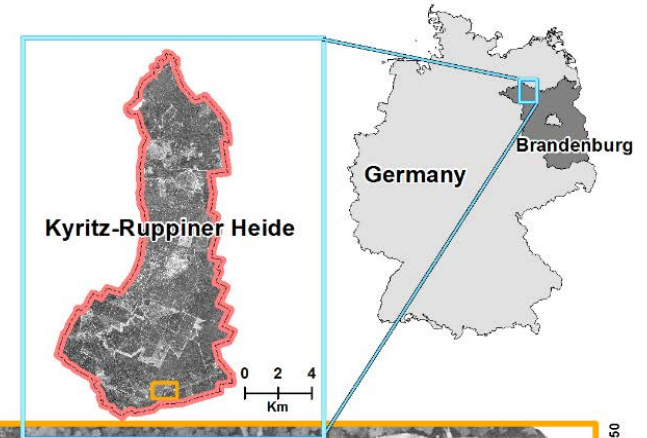 Brandenburg
Germany
Kyritz-Ruppiner Heide
0 2 4
Km
50